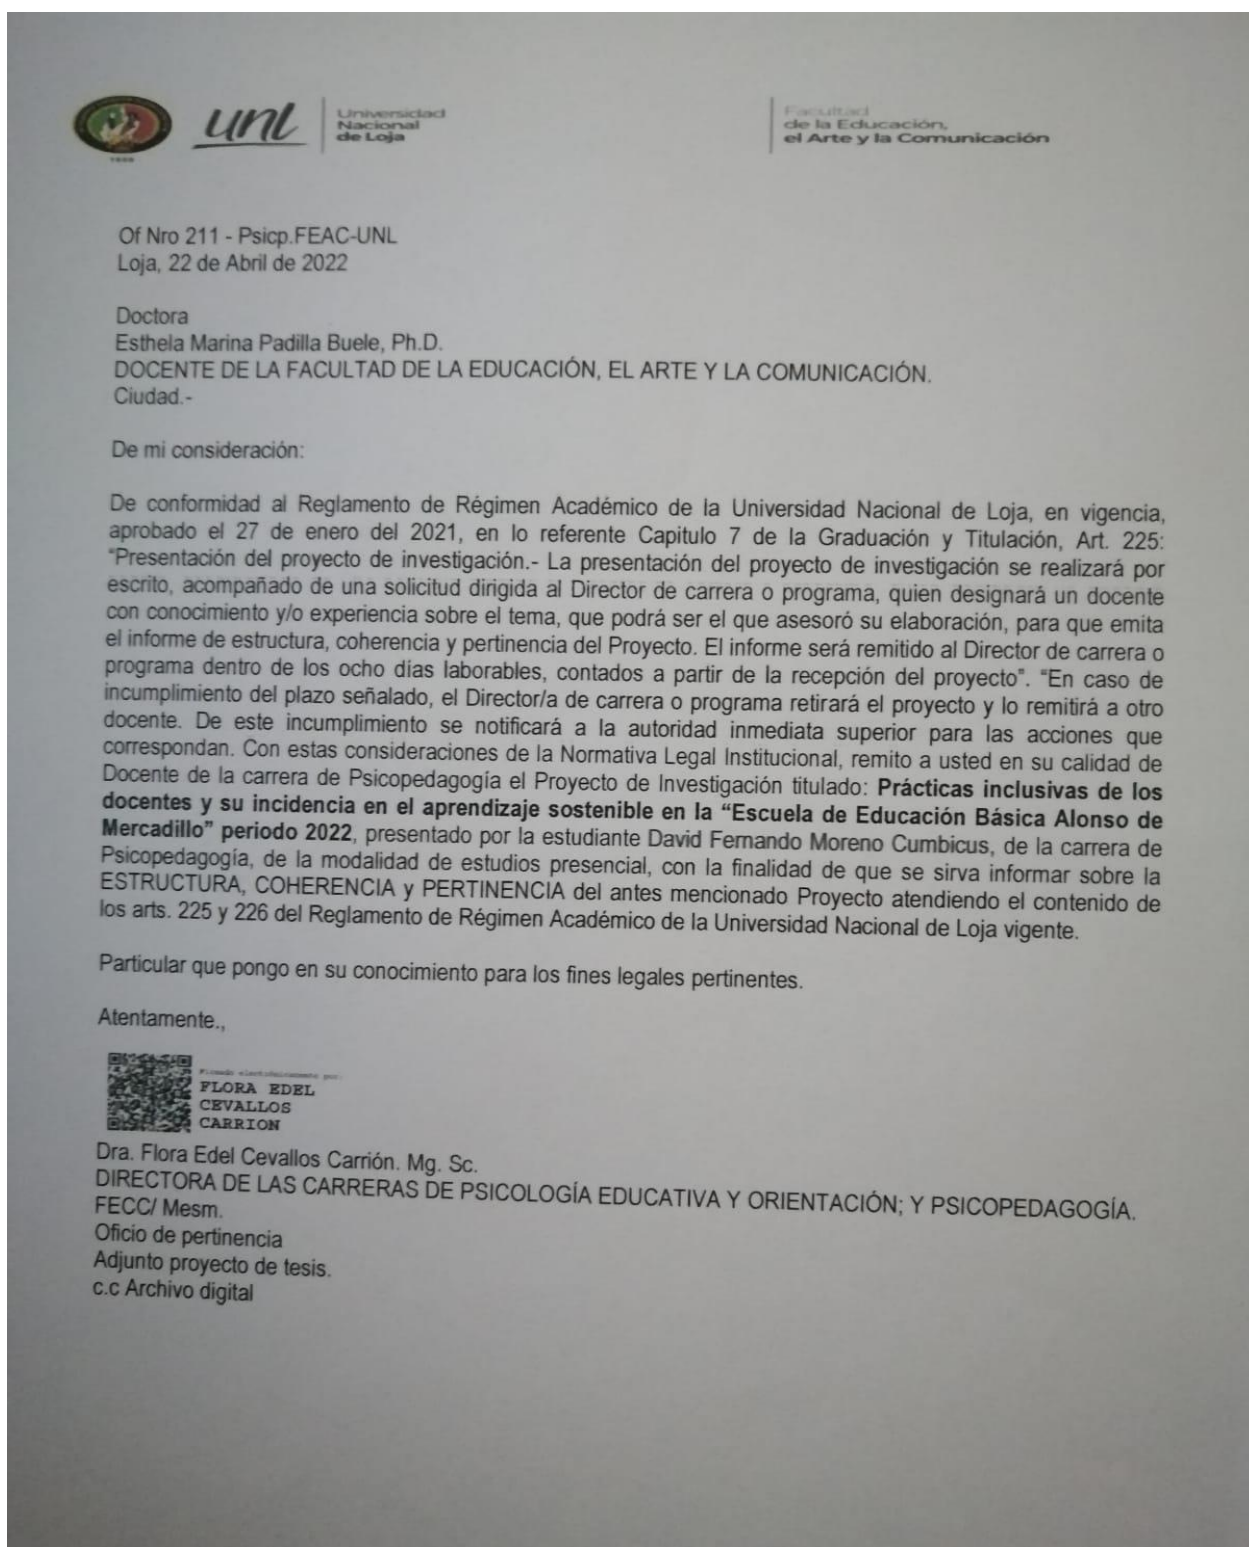 unl
Universidad
Nacional
de Loja
Facultad
de la Educación,
el Arte y la Comunicación
1859
Of Nro 211 - Psicp.FEAC-UNL
Loja, 22 de Abril de 2022
Doctora
Esthela Marina Padilla Buele, Ph.D.
DOCENTE DE LA FACULTAD DE LA EDUCACIÓN, EL ARTE Y LA COMUNICACIÓN.
Ciudad.-
De mi consideración:
De conformidad al Reglamento de Régimen Académico de la Universidad Nacional de Loja, en vigencia,
aprobado el 27 de enero del 2021, en lo referente Capitulo 7 de la Graduación y Titulación, Art. 225:
"Presentación del proyecto de investigación.- La presentación del proyecto de investigación se realizará por
escrito, acompañado de una solicitud dirigida al Director de carrera o programa, quien designará un docente
con conocimiento y/o experiencia sobre el tema, que podrá ser el que asesoró su elaboración, para que emita
el informe de estructura, coherencia y pertinencia del Proyecto. El informe será remitido al Director de carrera o
programa dentro de los ocho días laborables, contados a partir de la recepción del proyecto". "En caso de
incumplimiento del plazo señalado, el Director/a de carrera o programa retirará el proyecto y lo remitirá a otro
docente. De este incumplimiento se notificará a la autoridad inmediata superior para las acciones que
correspondan. Con estas consideraciones de la Normativa Legal Institucional, remito a usted en su calidad de
Docente de la carrera de Psicopedagogía el Proyecto de Investigación titulado: Prácticas inclusivas de los
docentes y su incidencia en el aprendizaje sostenible en la “Escuela de Educación Básica Alonso de
Mercadillo” periodo 2022, presentado por la estudiante David Fernando Moreno Cumbicus, de la carrera de
Psicopedagogía, de la modalidad de estudios presencial, con la finalidad de que se sirva informar sobre la
ESTRUCTURA, COHERENCIA y PERTINENCIA del antes mencionado Proyecto atendiendo el contenido de
los arts. 225 y 226 del Reglamento de Régimen Académico de la Universidad Nacional de Loja vigente.
Particular que pongo en su conocimiento para los fines legales pertinentes.
Atentamente.,
Firmado electrónicamente por:
FLORA EDEL
CEVALLOS
CARRION
Dra. Flora Edel Cevallos Carrión. Mg. Sc.
DIRECTORA DE LAS CARRERAS DE PSICOLOGÍA EDUCATIVA Y ORIENTACIÓN; Y PSICOPEDAGOGÍA.
FECC/ Mesm.
Oficio de pertinencia
Adjunto proyecto de tesis.
c.c Archivo digital